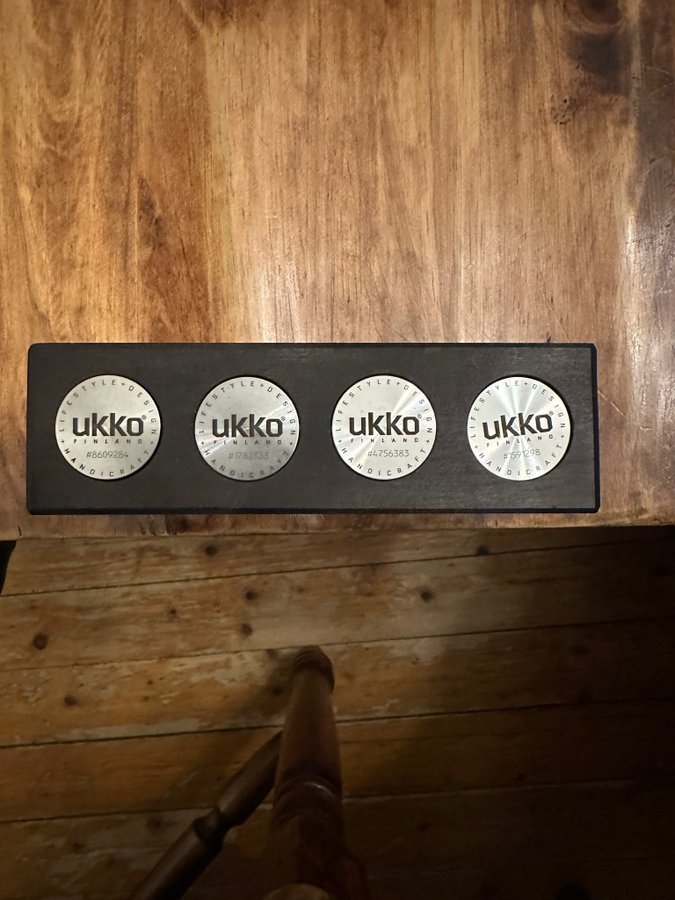 LIFESTYLE + DESIGN
ukko®
FINLAND
#8609284
+ HANDICRAFT +
LIFESTYLE + DESIGN
ukko®
FINLAND
+ HANDICRAFT +
LIFESTYLE + DESIGN
ukko®
FINLAND
#4756383
+ HANDICRAFT +
LIFESTYLE + DESIGN
ukko®
FINLAND
#1591298
+ HANDICRAFT +